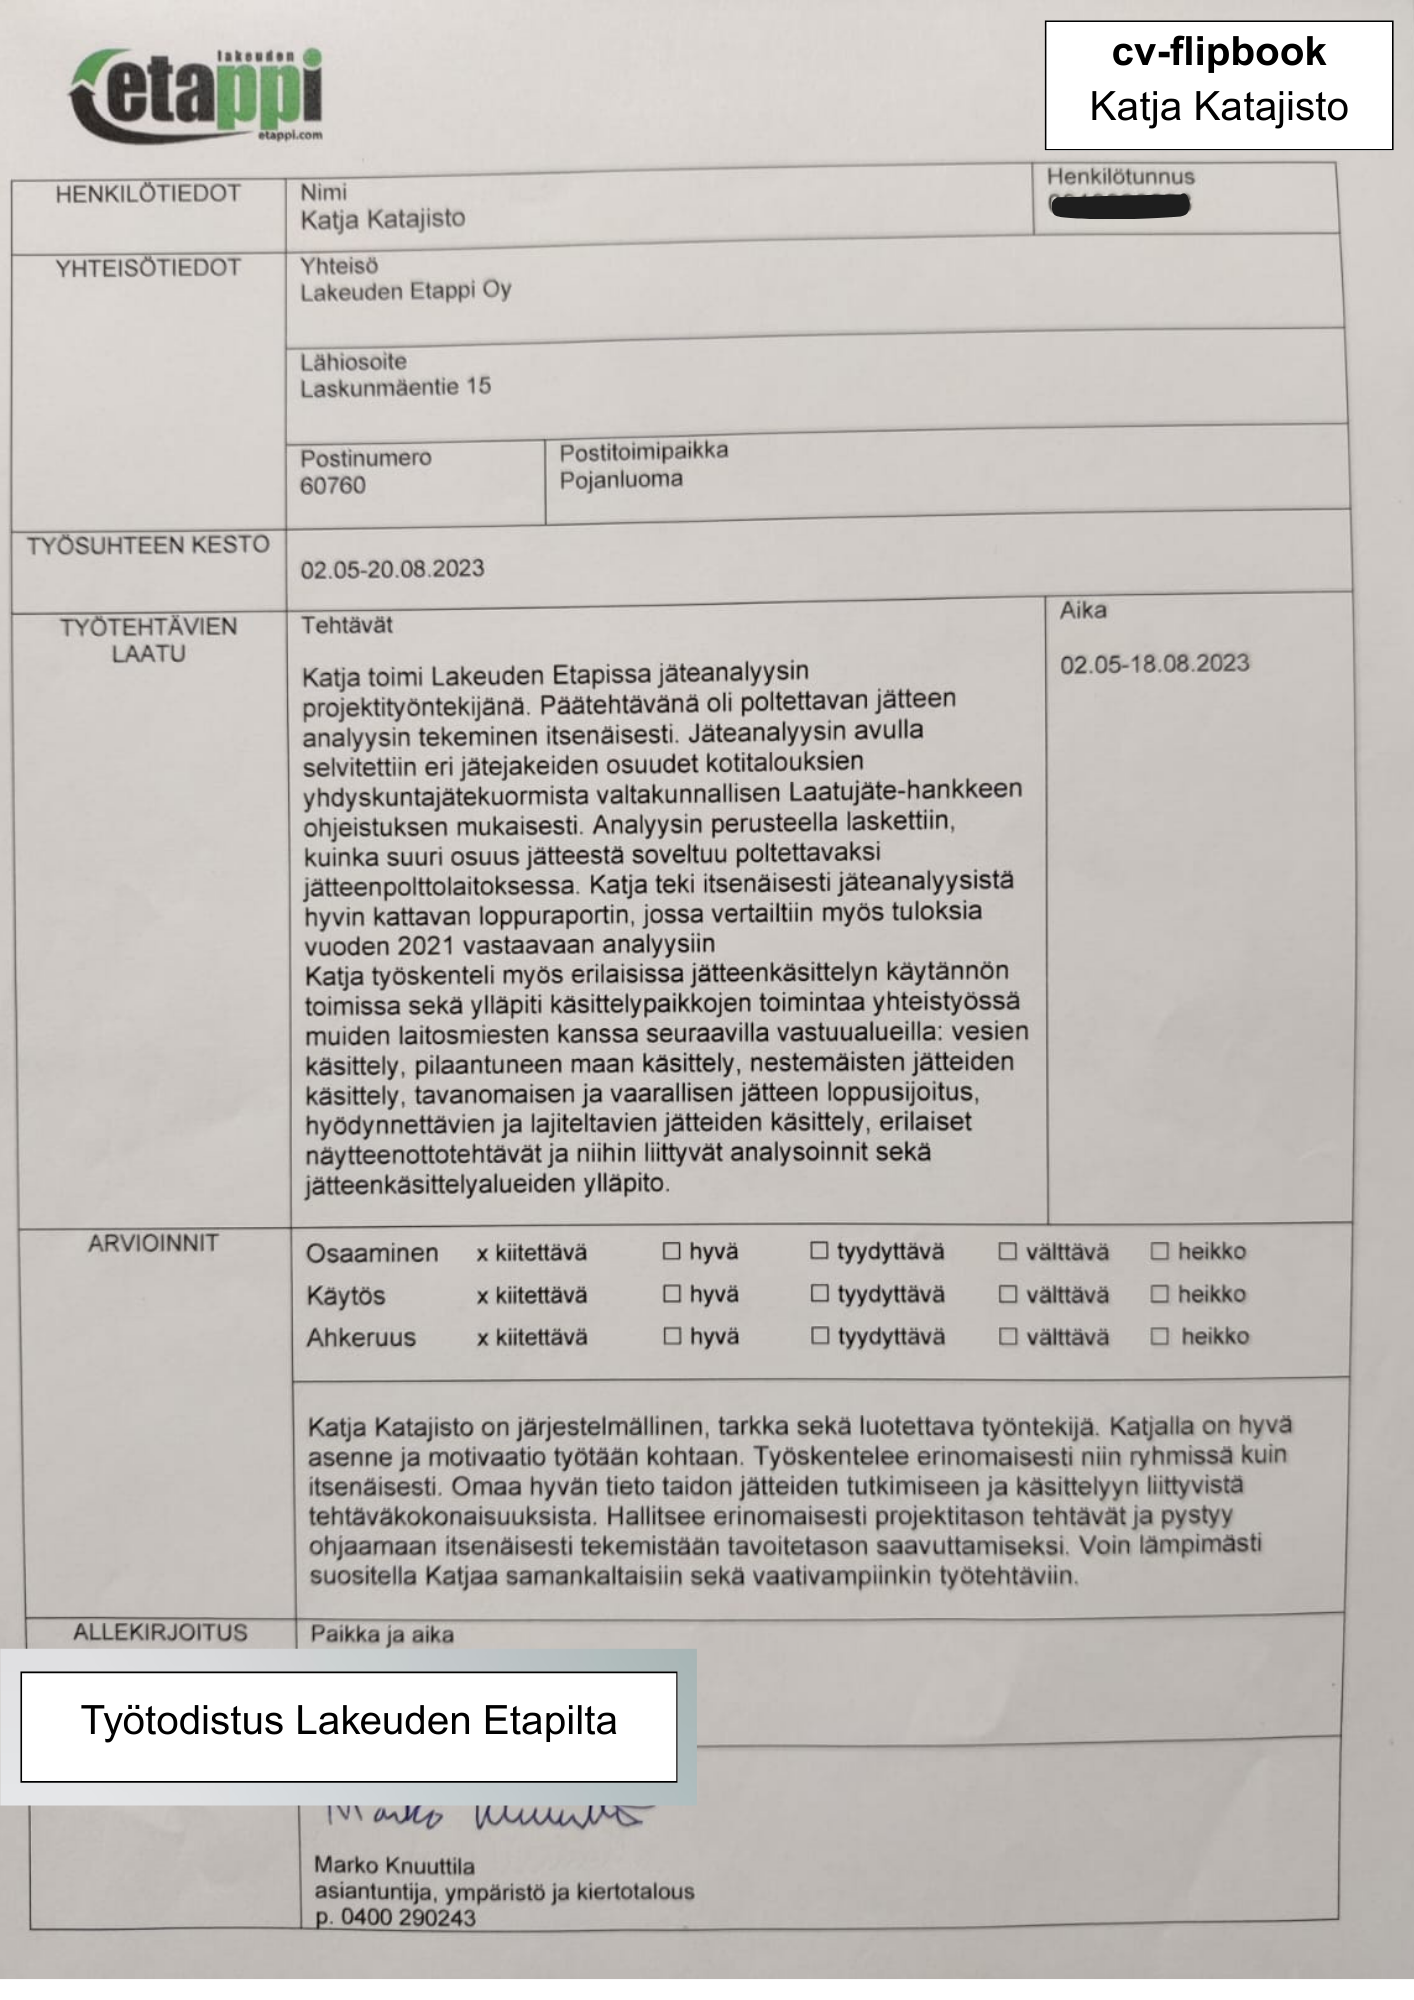 lakeuden
etappi
etappi.com
cv-flipbook
Katja Katajisto
HENKILÖTIEDOT
Nimi
Katja Katajisto
Henkilötunnus
YHTEISÖTIEDOT
Yhteisö
Lakeuden Etappi Oy
Lähiosoite
Laskunmäentie 15
Postinumero
60760
Postitoimipaikka
Pojanluoma
TYÖSUHTEEN KESTO
02.05-20.08.2023
TYÖTEHTÄVIEN
LAATU
Tehtävät
Aika
02.05-18.08.2023
Katja toimi Lakeuden Etapissa jäteanalyysin
projektityöntekijänä. Päätehtävänä oli poltettavan jätteen
analyysin tekeminen itsenäisesti. Jäteanalyysin avulla
selvitettiin eri jätejakeiden osuudet kotitalouksien
yhdyskuntajätekuormista valtakunnallisen Laatujäte-hankkeen
ohjeistuksen mukaisesti. Analyysin perusteella laskettiin,
kuinka suuri osuus jätteestä soveltuu poltettavaksi
jätteenpolttolaitoksessa. Katja teki itsenäisesti jäteanalyysistä
hyvin kattavan loppuraportin, jossa vertailtiin myös tuloksia
vuoden 2021 vastaavaan analyysiin
Katja työskenteli myös erilaisissa jätteenkäsittelyn käytännön
toimissa sekä ylläpiti käsittelypaikkojen toimintaa yhteistyössä
muiden laitosmiesten kanssa seuraavilla vastuualueilla: vesien
käsittely, pilaantuneen maan käsittely, nestemäisten jätteiden
käsittely, tavanomaisen ja vaarallisen jätteen loppusijoitus,
hyödynnettävien ja lajiteltavien jätteiden käsittely, erilaiset
näytteenottotehtävät ja niihin liittyvät analysoinnit sekä
jätteenkäsittelyalueiden ylläpito.
ARVIOINNIT
Osaaminen x kiitettävä ☐ hyvä ☐ tyydyttävä ☐ välttävä ☐ heikko
Käytös x kiitettävä ☐ hyvä ☐ tyydyttävä ☐ välttävä ☐ heikko
Ahkeruus x kiitettävä ☐ hyvä ☐ tyydyttävä ☐ välttävä ☐ heikko
Katja Katajisto on järjestelmällinen, tarkka sekä luotettava työntekijä. Katjalla on hyvä
asenne ja motivaatio työtään kohtaan. Työskentelee erinomaisesti niin ryhmissä kuin
itsenäisesti. Omaa hyvän tieto taidon jätteiden tutkimiseen ja käsittelyyn liittyvistä
tehtäväkokonaisuuksista. Hallitsee erinomaisesti projektitason tehtävät ja pystyy
ohjaamaan itsenäisesti tekemistään tavoitetason saavuttamiseksi. Voin lämpimästi
suositella Katjaa samankaltaisiin sekä vaativampiinkin työtehtäviin.
ALLEKIRJOITUS
Paikka ja aika
Työtodistus Lakeuden Etapilta
Marko Knuuttila
Marko Knuuttila
asiantuntija, ympäristö ja kiertotalous
p. 0400 290243